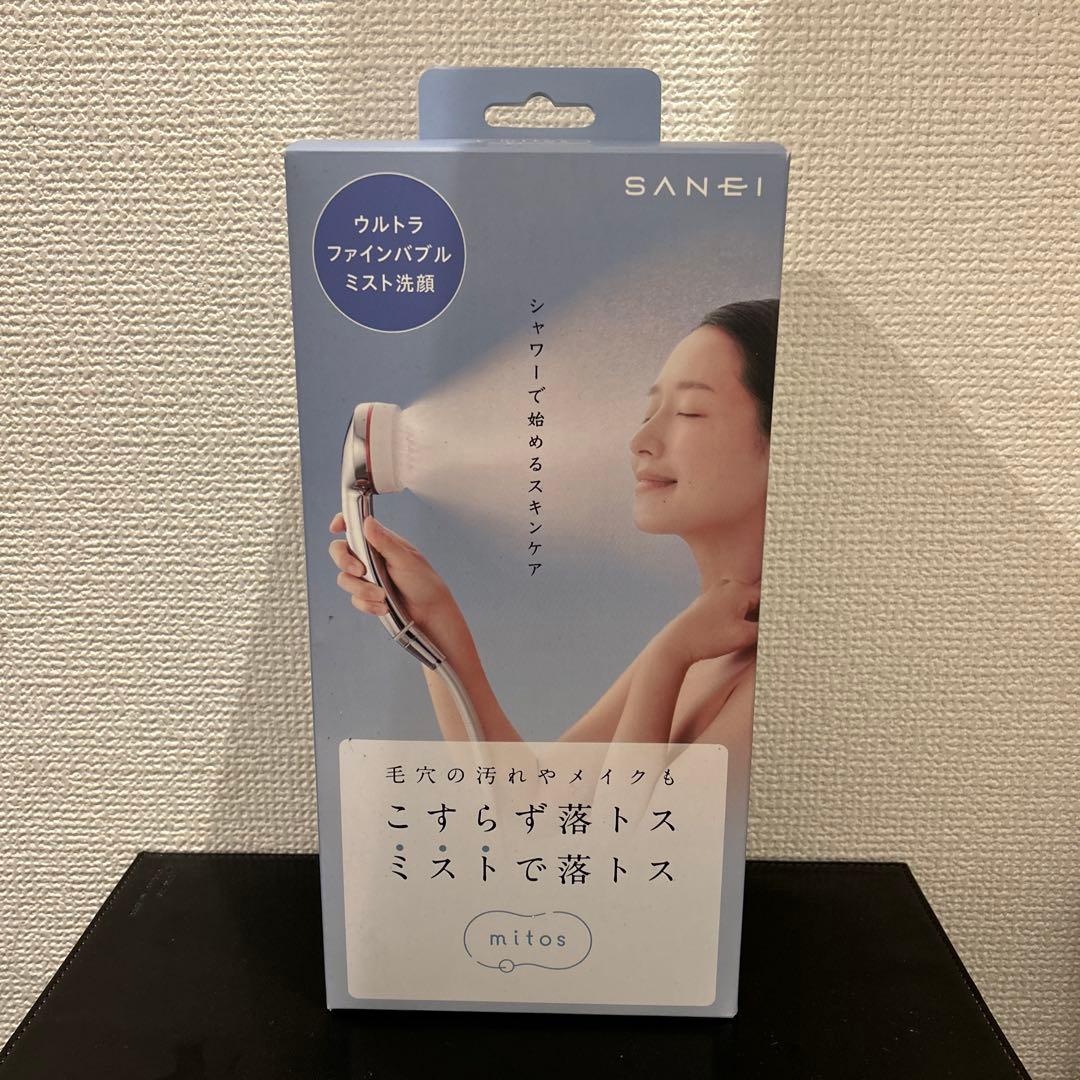 SANEI
ウルトラ
ファインバブル
ミスト洗顔
シャワーで始めるスキンケア
毛穴の汚れやメイクも
こすらず落トス
ミストで落トス
mitos